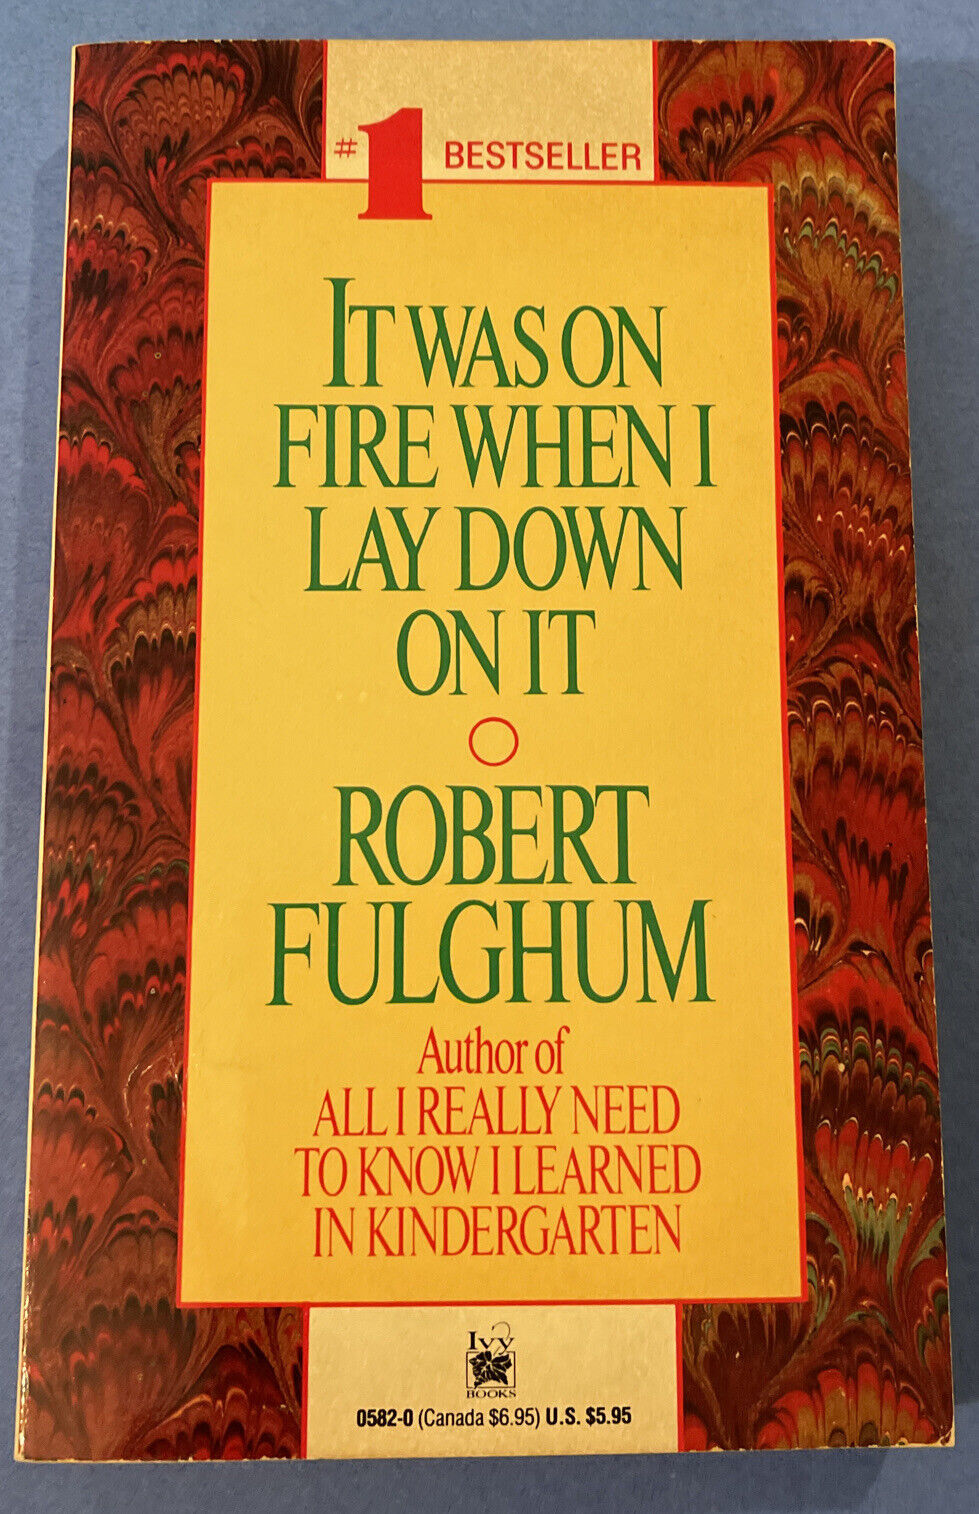 #1 BESTSELLER
IT WAS ON
FIRE WHEN I
LAY DOWN
ON IT
ROBERT
FULGHUM
Author of
ALL I REALLY NEED
TO KNOW I LEARNED
IN KINDERGARTEN
Ivy
BOOKS
0582-0 (Canada $6.95) U.S. $5.95